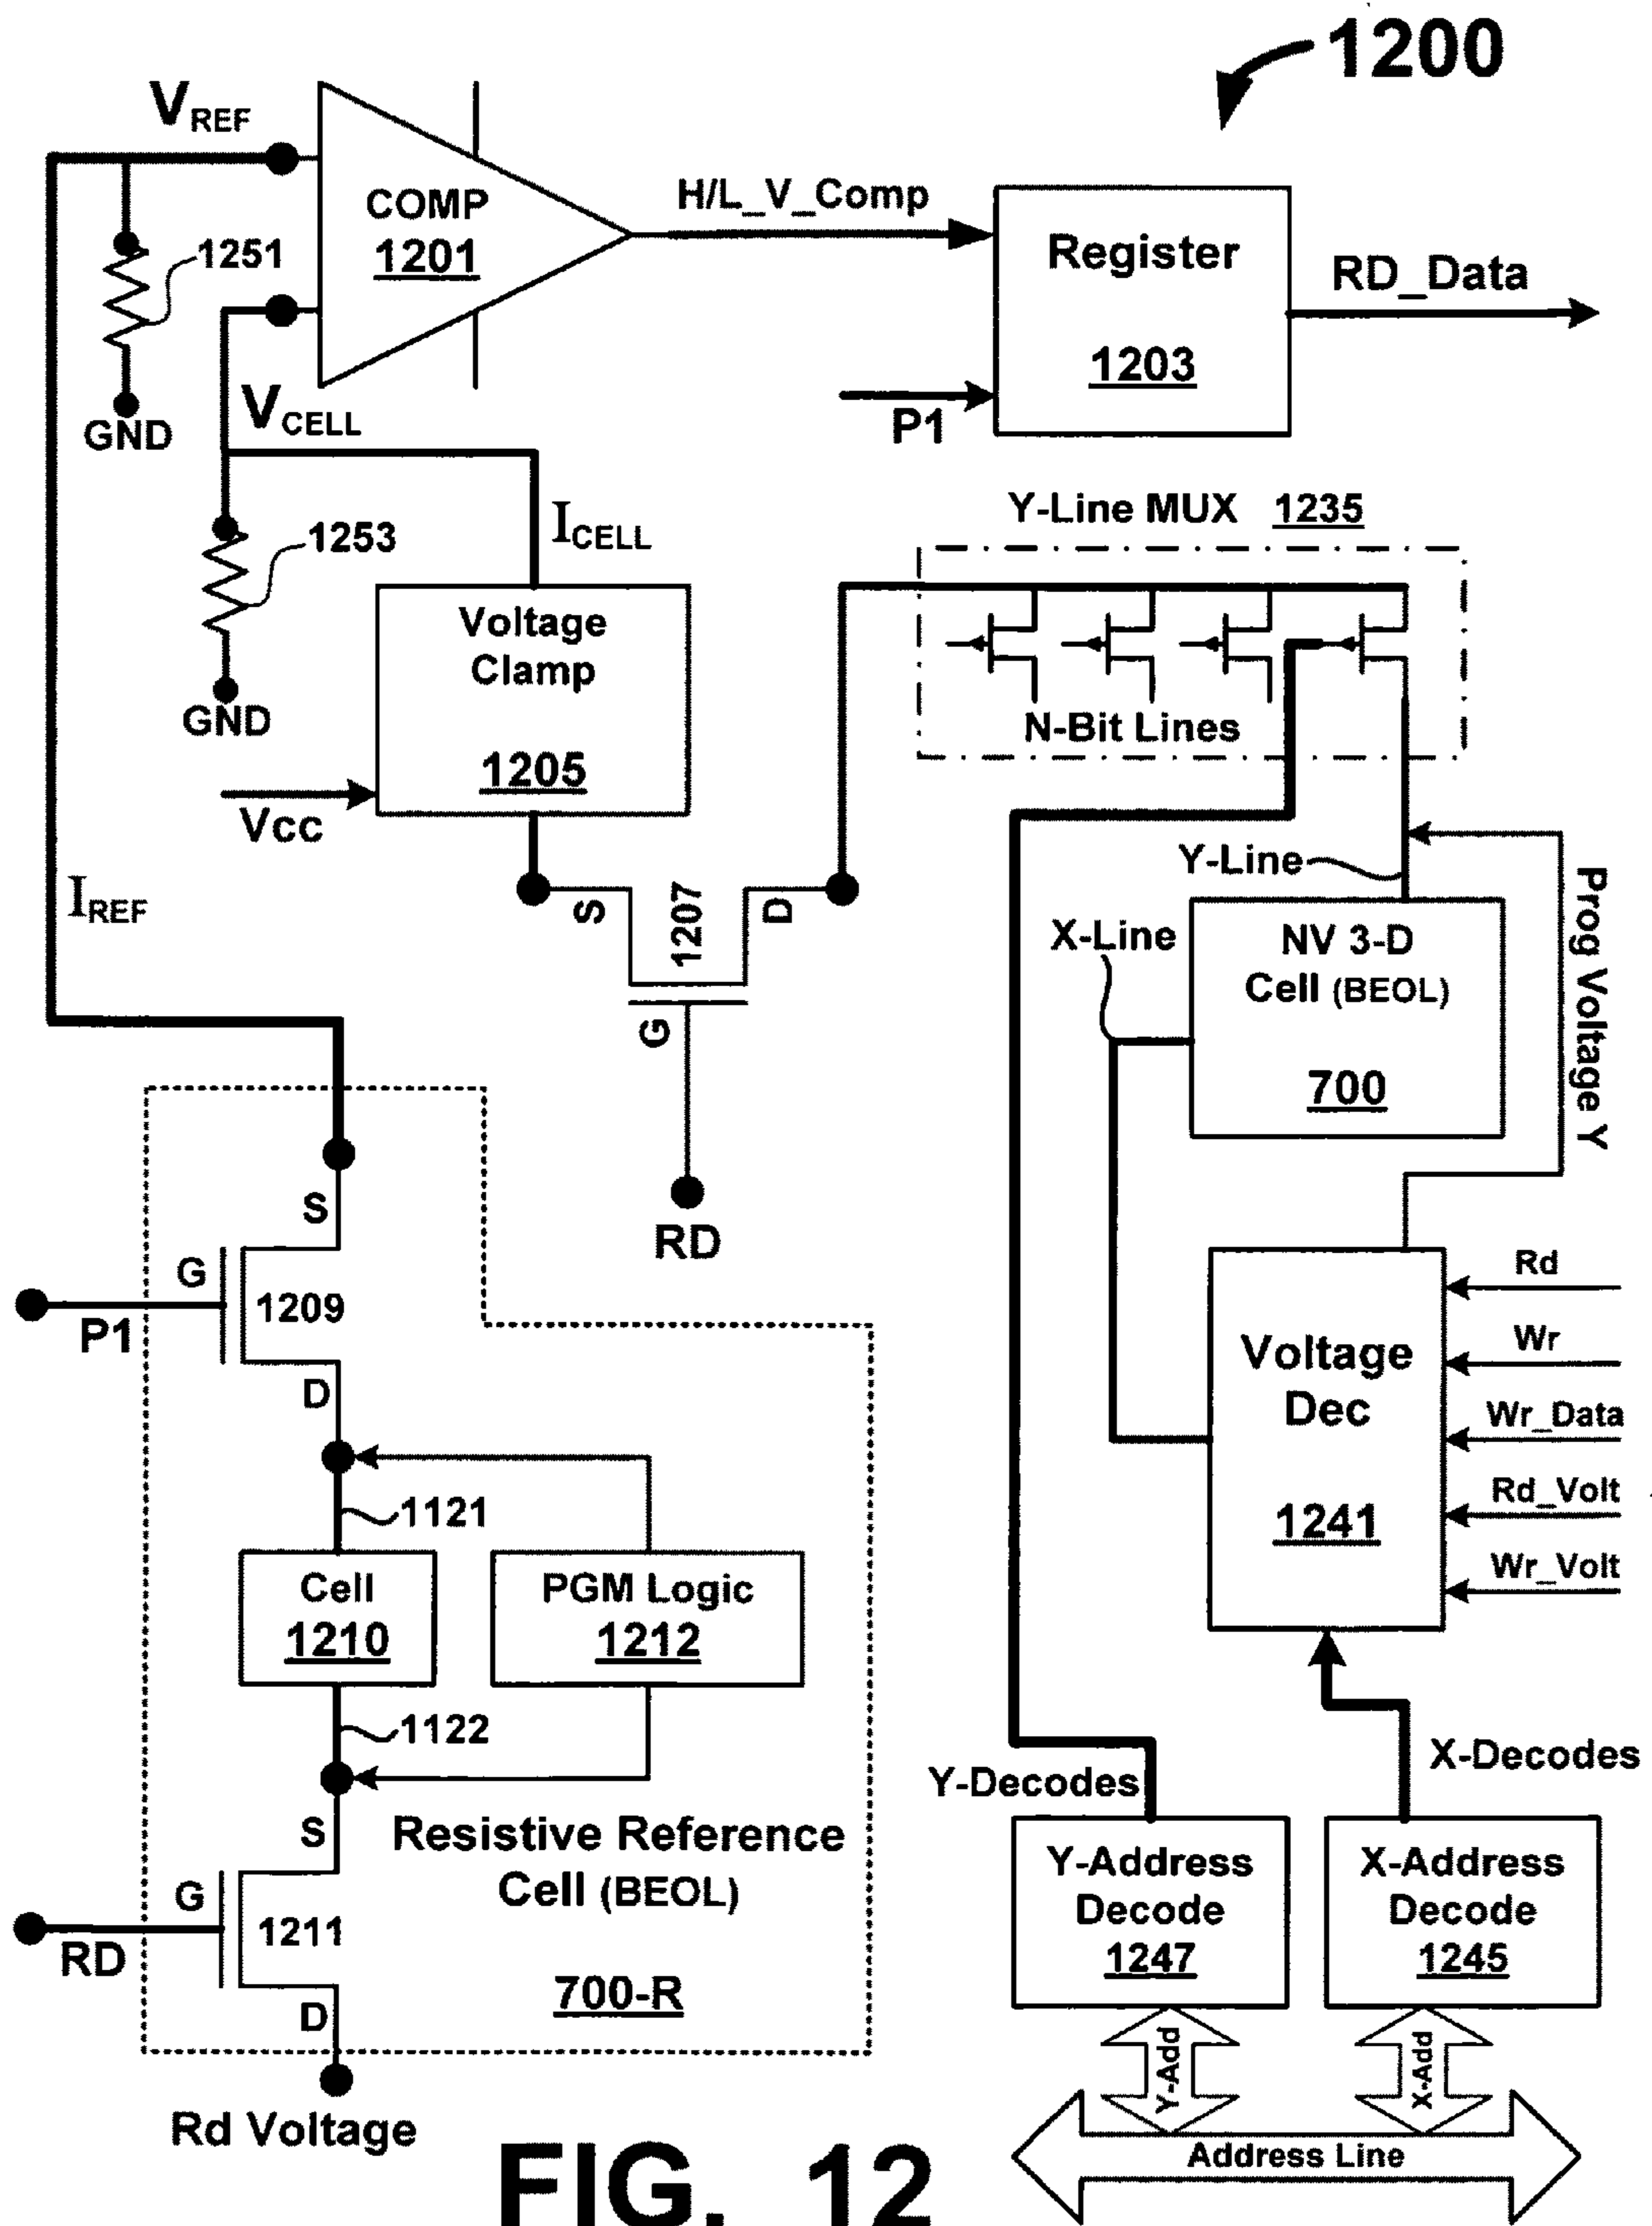 1200
VREF
COMP
1201
H/L_V_Comp
Register
1203
RD_Data
P1
1251
GND
VCELL
ICELL
1253
GND
Voltage
Clamp
1205
Vcc
Y-Line MUX 1235
N-Bit Lines
IREF
S
1207
D
G
RD
Y-Line
X-Line
NV 3-D
Cell (BEOL)
700
Prog Voltage Y
S
G
1209
P1
D
1121
Cell
1210
PGM Logic
1212
1122
S
Resistive Reference
Cell (BEOL)
G
1211
RD
700-R
D
Rd Voltage
Voltage
Dec
1241
Rd
Wr
Wr_Data
Rd_Volt
Wr_Volt
Y-Decodes
X-Decodes
Y-Address
Decode
1247
X-Address
Decode
1245
Y-Add
X-Add
Address Line
FIG. 12